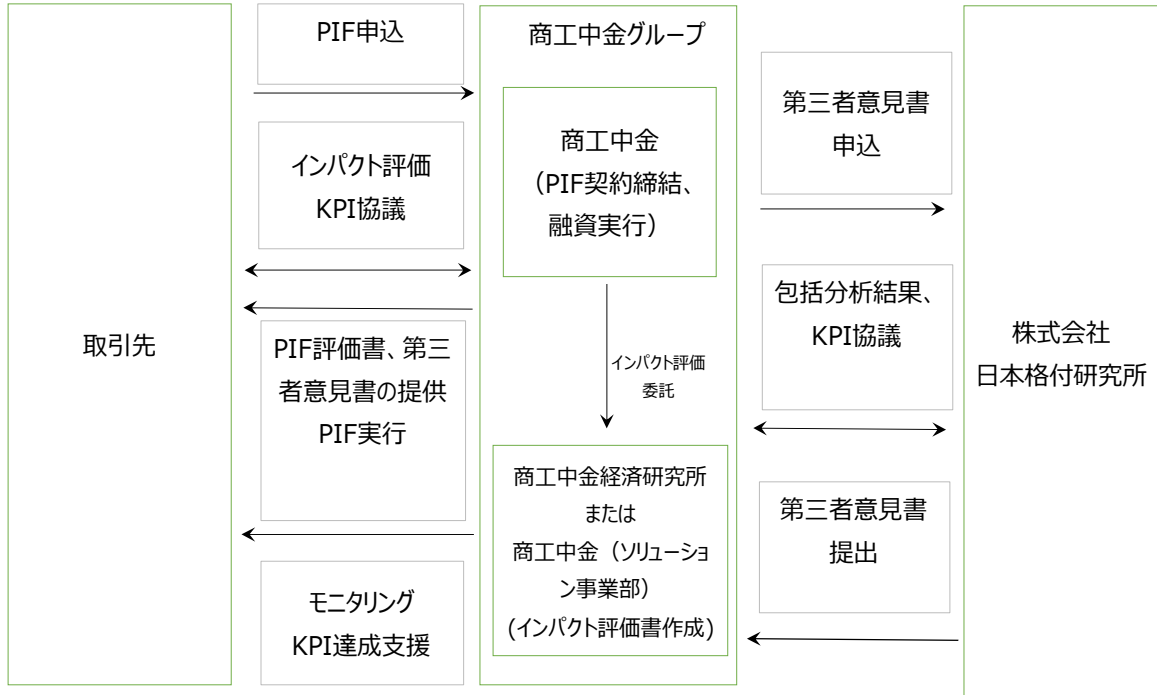 取引先
PIF申込
インパクト評価
KPI協議
PIF評価書、第三
者意見書の提供
PIF実行
モニタリング
KPI達成支援
商工中金グループ
商工中金
（PIF契約締結、
融資実行）
インパクト評価
委託
商工中金経済研究所
または
商工中金（ソリューショ
ン事業部）
(インパクト評価書作成)
第三者意見書
申込
包括分析結果、
KPI協議
第三者意見書
提出
株式会社
日本格付研究所